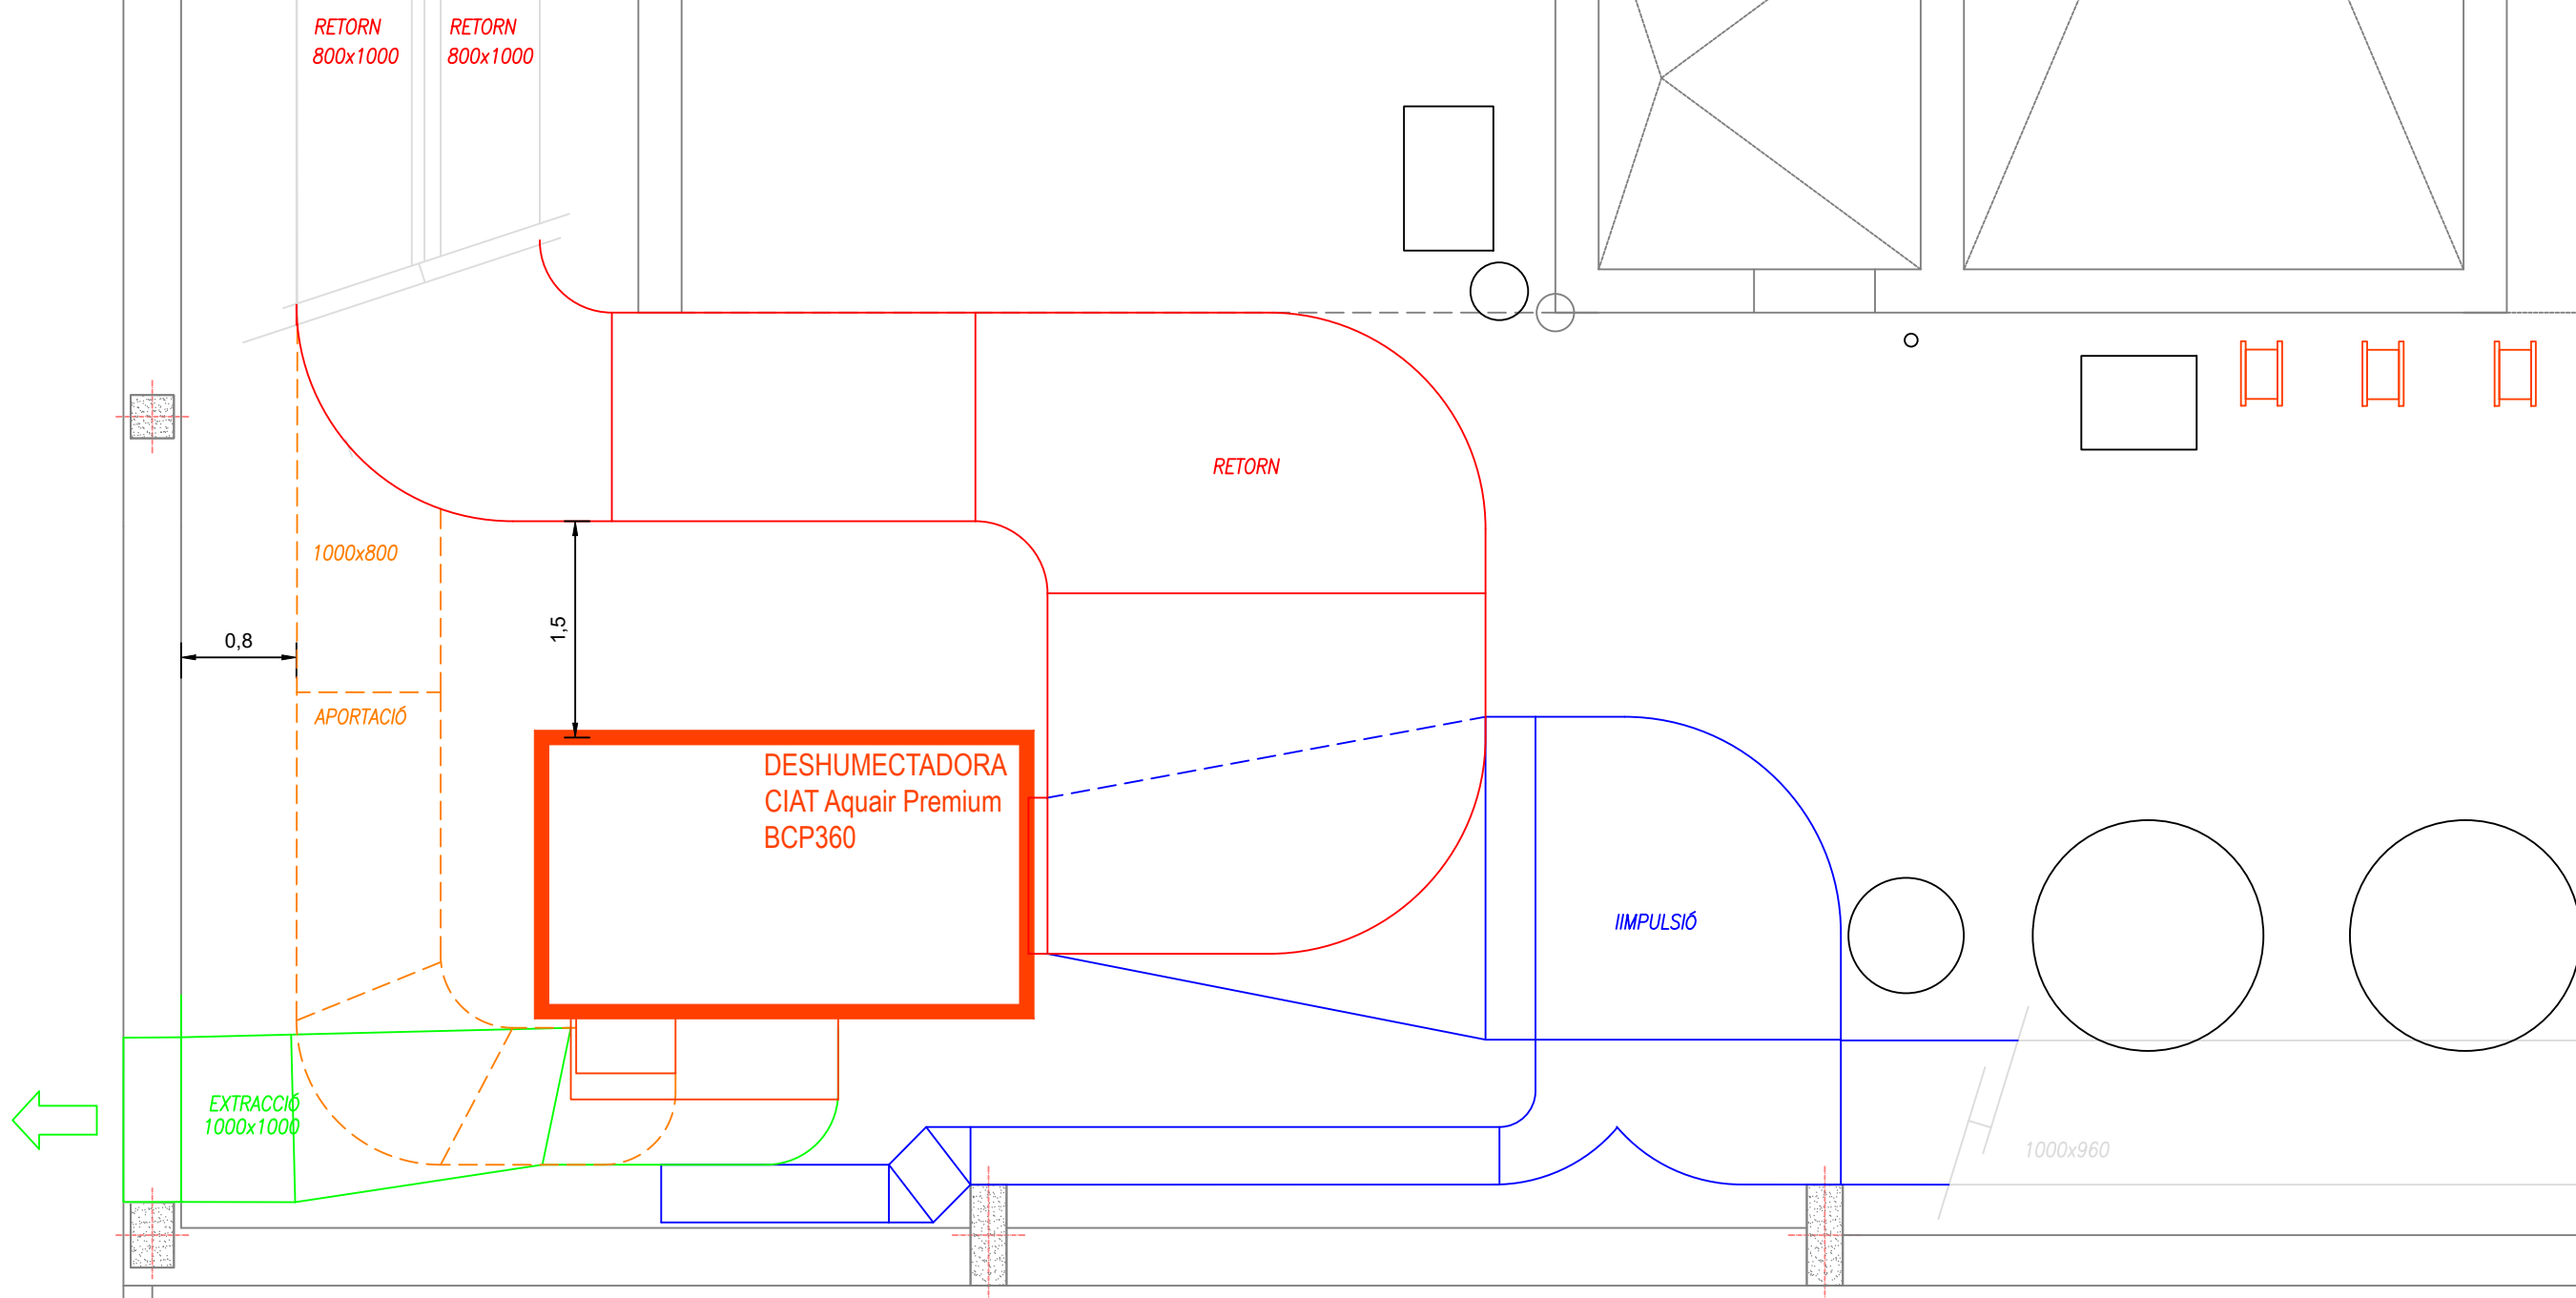 RETORN
800x1000
RETORN
800x1000
RETORN
1000x800
1,5
0,8
APORTACIÓ
DESHUMECTADORA
CIAT Aquair Premium
BCP360
IIMPULSIÓ
EXTRACCIÓ
1000x1000
1000x960